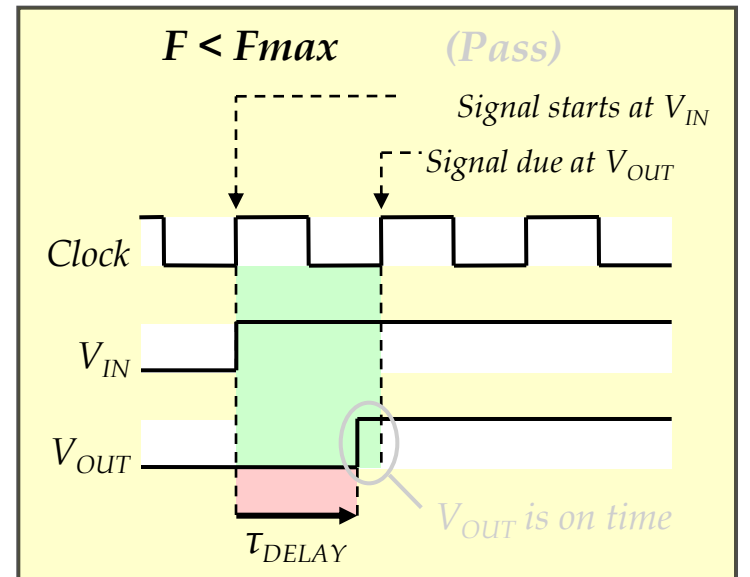 F < Fmax (Pass)
Signal starts at V_IN
Signal due at V_OUT
Clock
V_IN
V_OUT
V_OUT is on time
τ_DELAY